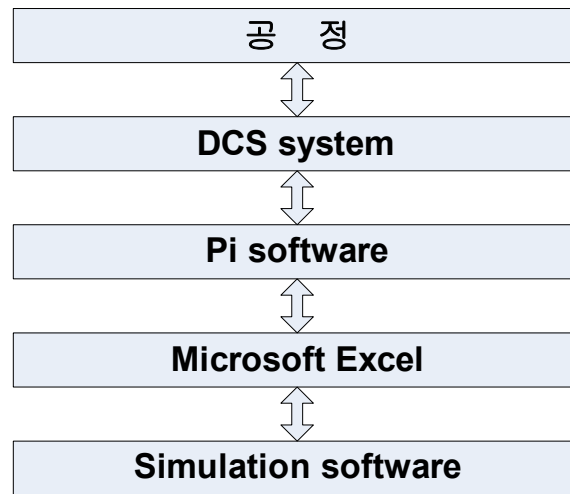 공 정
DCS system
Pi software
Microsoft Excel
Simulation software